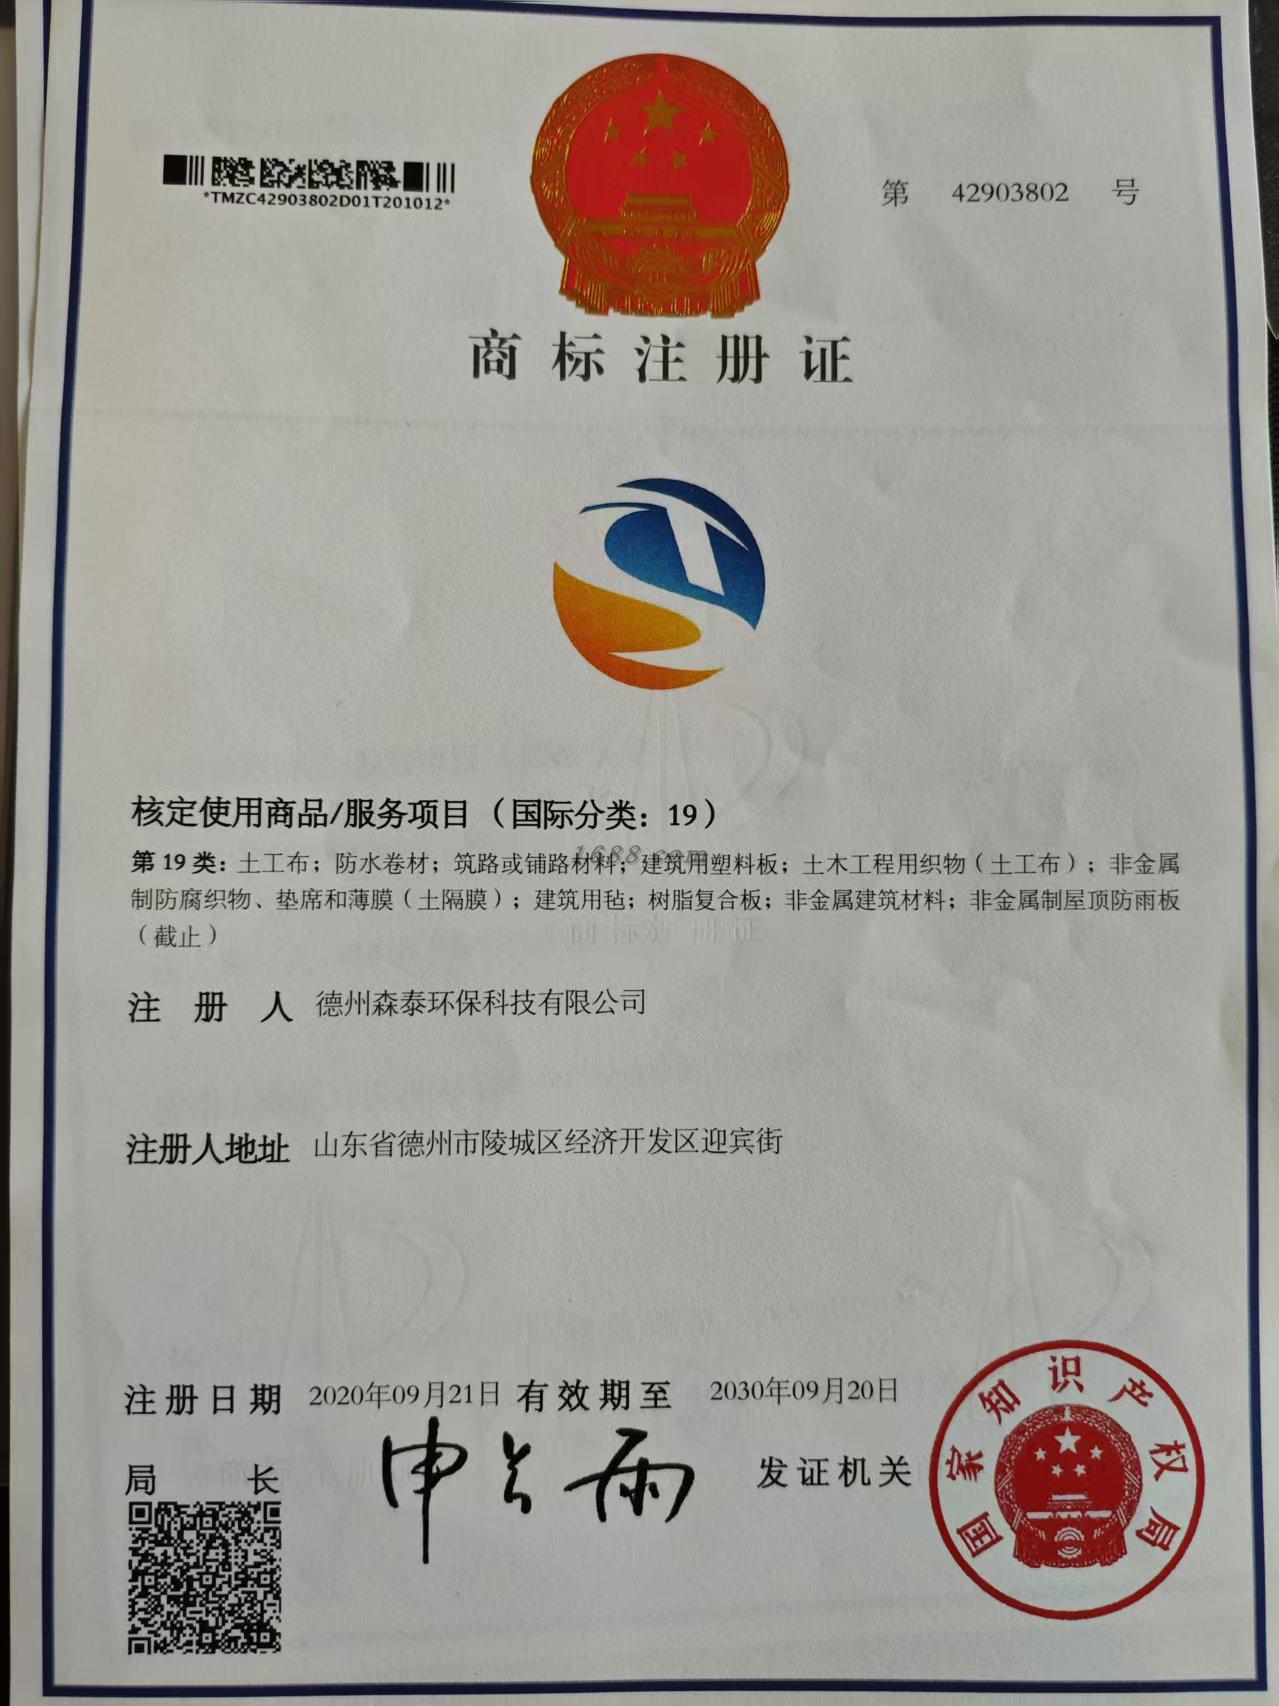 *TMZC42903802D01T201012*
第 42903802 号
商标注册证
ST
核定使用商品/服务项目（国际分类：19）
第19类：土工布；防水卷材；筑路或铺路材料；建筑用塑料板；土木工程用织物（土工布）；非金属
制防腐织物、垫席和薄膜（土隔膜）；建筑用毡；树脂复合板；非金属建筑材料；非金属制屋顶防雨板
（截止）
1688.com
注册人 德州森泰环保科技有限公司
注册人地址 山东省德州市陵城区经济开发区迎宾街
注册日期 2020年09月21日 有效期至 2030年09月20日
局长 申长雨 发证机关
国家知识产权局